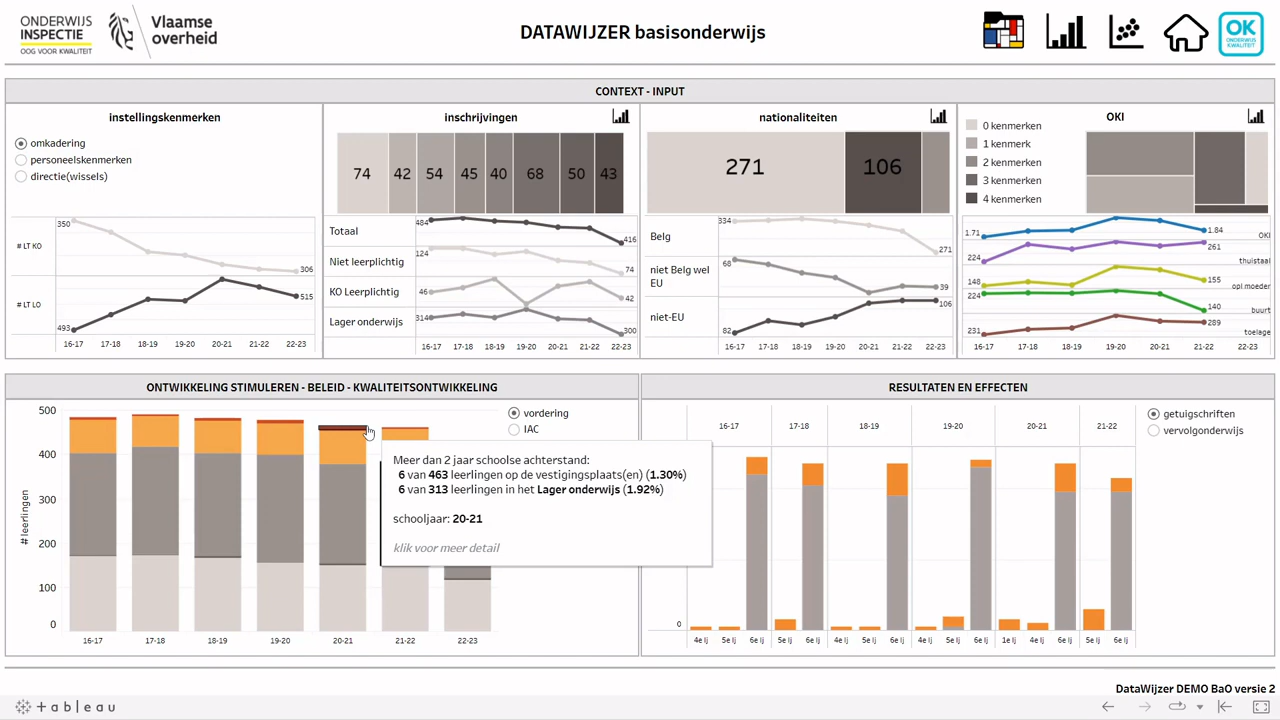 ONDERWIJS
INSPECTIE
OOG VOOR KWALITEIT
Vlaamse
overheid
DATAWIJZER basisonderwijs
OK
ONDERWIJS
KWALITEIT
CONTEXT - INPUT
instellingskenmerken
omkadering
personeelskenmerken
directie(wissels)
350
# LT KO
306
# LT LO
515
493
16-17 17-18 18-19 19-20 20-21 21-22 22-23
inschrijvingen
74 42 54 45 40 68 50 43
Totaal
484
416
Niet leerplichtig
124
74
KO Leerplichtig
46
42
Lager onderwijs
314
300
16-17 17-18 18-19 19-20 20-21 21-22 22-23
nationaliteiten
271 106
Belg
334
271
niet Belg wel
EU
68
39
niet-EU
106
82
16-17 17-18 18-19 19-20 20-21 21-22 22-23
OKI
0 kenmerken
1 kenmerk
2 kenmerken
3 kenmerken
4 kenmerken
1.71
1.84
OKI
224
261
thuistaal
148
155
opl moeder
224
140
buurt
231
289
toelage
16-17 17-18 18-19 19-20 20-21 21-22 22-23
ONTWIKKELING STIMULEREN - BELEID - KWALITEITSONTWIKKELING
vordering
IAC
# leerlingen
500
400
300
200
100
0
16-17 17-18 18-19 19-20 20-21 21-22 22-23
Meer dan 2 jaar schoolse achterstand:
6 van 463 leerlingen op de vestigingsplaats(en) (1.30%)
6 van 313 leerlingen in het Lager onderwijs (1.92%)
schooljaar: 20-21
klik voor meer detail
RESULTATEN EN EFFECTEN
getuigschriften
vervolgonderwijs
16-17 17-18 18-19 19-20 20-21 21-22
0
4e lj 5e lj 6e lj 5e lj 6e lj 4e lj 5e lj 6e lj 4e lj 5e lj 6e lj 1e lj 4e lj 6e lj 5e lj 6e lj
DataWijzer DEMO BaO versie 2
+ableau